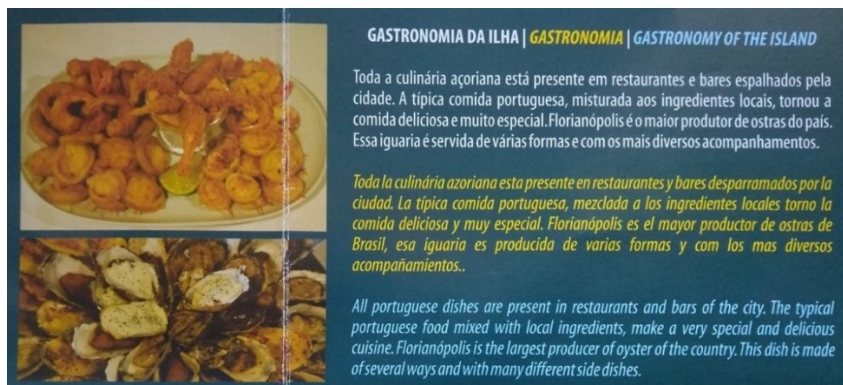 GASTRONOMIA DA ILHA | GASTRONOMIA | GASTRONOMY OF THE ISLAND
Toda a culinária açoriana está presente em restaurantes e bares espalhados pela
cidade. A típica comida portuguesa, misturada aos ingredientes locais, tornou a
comida deliciosa e muito especial. Florianópolis é o maior produtor de ostras do país.
Essa iguaria é servida de várias formas e com os mais diversos acompanhamentos.
Toda la culinária azoriana esta presente en restaurantes y bares desparramados por la
ciudad. La típica comida portuguesa, mezclada a los ingredientes locales torno la
comida deliciosa y muy especial. Florianópolis es el mayor productor de ostras de
Brasil, esa iguaria es producida de varias formas y com los mas diversos
acompañamientos..
All portuguese dishes are present in restaurants and bars of the city. The typical
portuguese food mixed with local ingredients, make a very special and delicious
cuisine. Florianópolis is the largest producer of oyster of the country. This dish is made
of several ways and with many different side dishes.